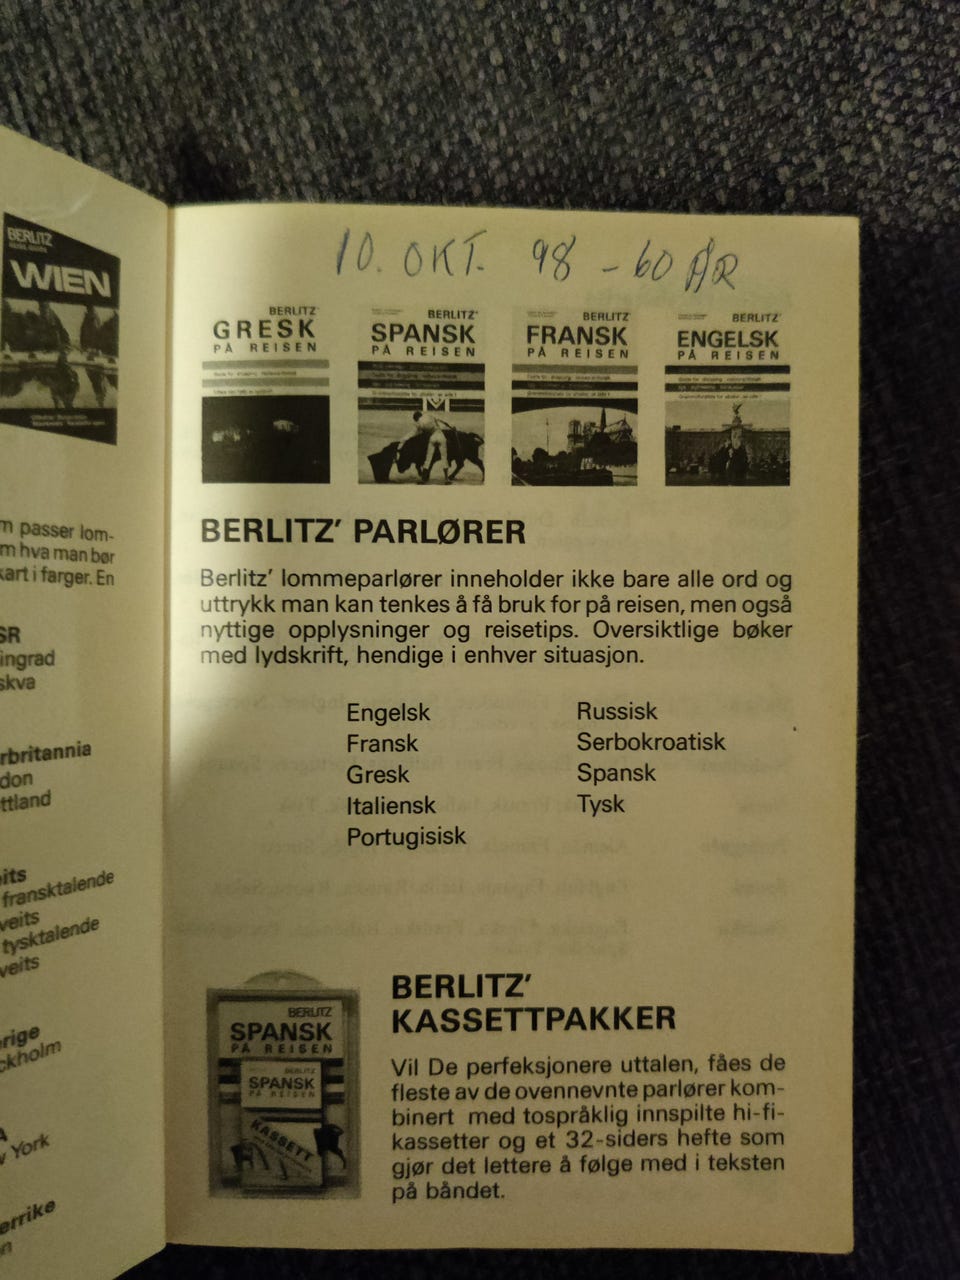 BERLITZ
WIEN
m passer lom-
m hva man bør
kart i farger. En
SR
ingrad
skva
rbritannia
don
ttland
eits
fransktalende
veits
tysktalende
veits
rige
ckholm
A
York
errike
n
10. OKT. 98 - 60 ÅR
BERLITZ'
GRESK
PÅ REISEN
BERLITZ'
SPANSK
PÅ REISEN
BERLITZ'
FRANSK
PÅ REISEN
BERLITZ'
ENGELSK
PÅ REISEN
BERLITZ' PARLØRER
Berlitz' lommeparlører inneholder ikke bare alle ord og
uttrykk man kan tenkes å få bruk for på reisen, men også
nyttige opplysninger og reisetips. Oversiktlige bøker
med lydskrift, hendige i enhver situasjon.
Engelsk
Fransk
Gresk
Italiensk
Portugisisk
Russisk
Serbokroatisk
Spansk
Tysk
BERLITZ
SPANSK
PÅ REISEN
BERLITZ
SPANSK
PÅ REISEN
KASSETT
BERLITZ'
KASSETTPAKKER
Vil De perfeksjonere uttalen, fåes de
fleste av de ovennevnte parlører kom-
binert med tospråklig innspilte hi-fi-
kassetter og et 32-siders hefte som
gjør det lettere å følge med i teksten
på båndet.